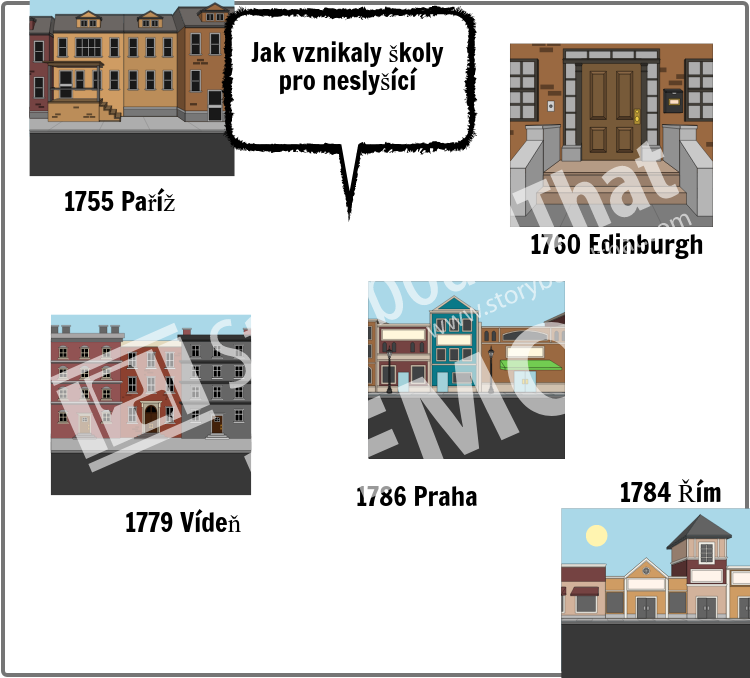 Jak vznikaly školy
pro neslyšící
1755 Paříž
1760 Edinburgh
1779 Vídeň
1786 Praha
1784 Řím